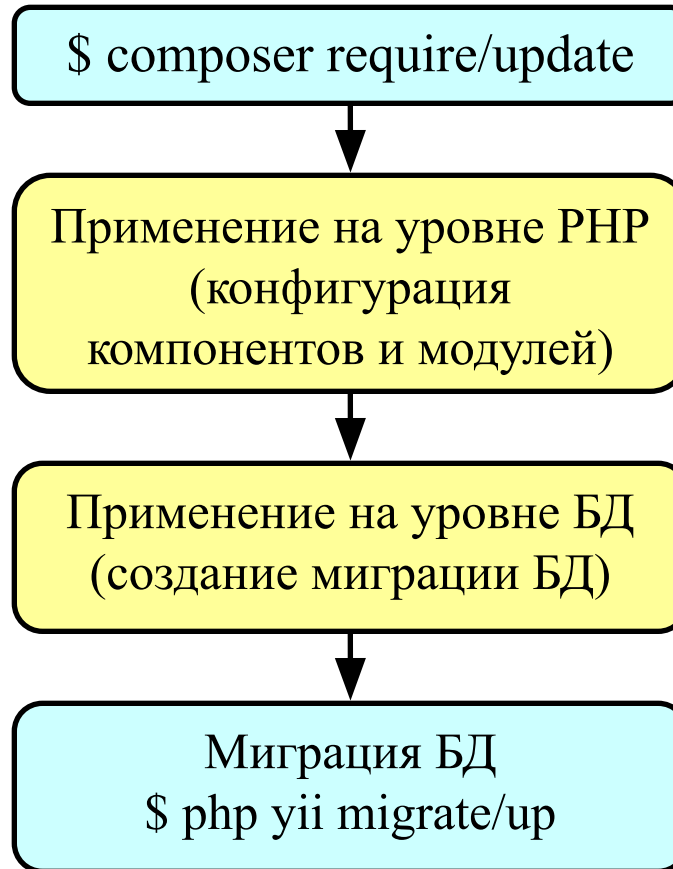 $ composer require/update
Применение на уровне PHP
(конфигурация
компонентов и модулей)
Применение на уровне БД
(создание миграции БД)
Миграция БД
$ php yii migrate/up